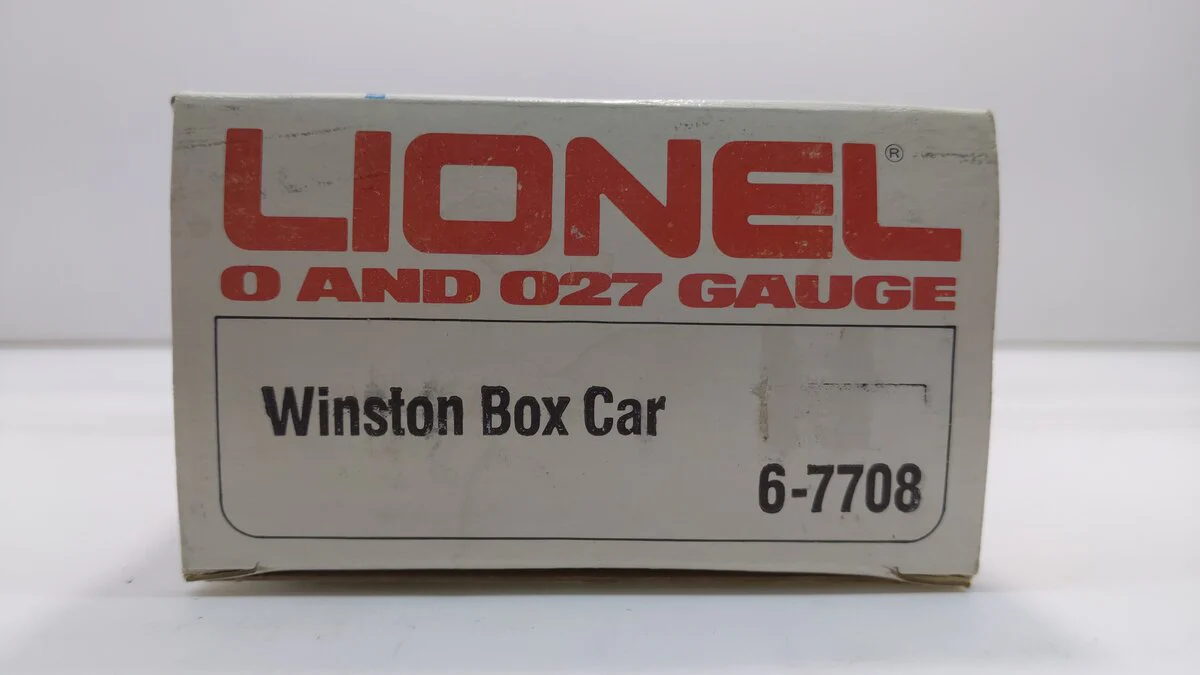 LIONEL®
O AND O27 GAUGE
Winston Box Car
6-7708